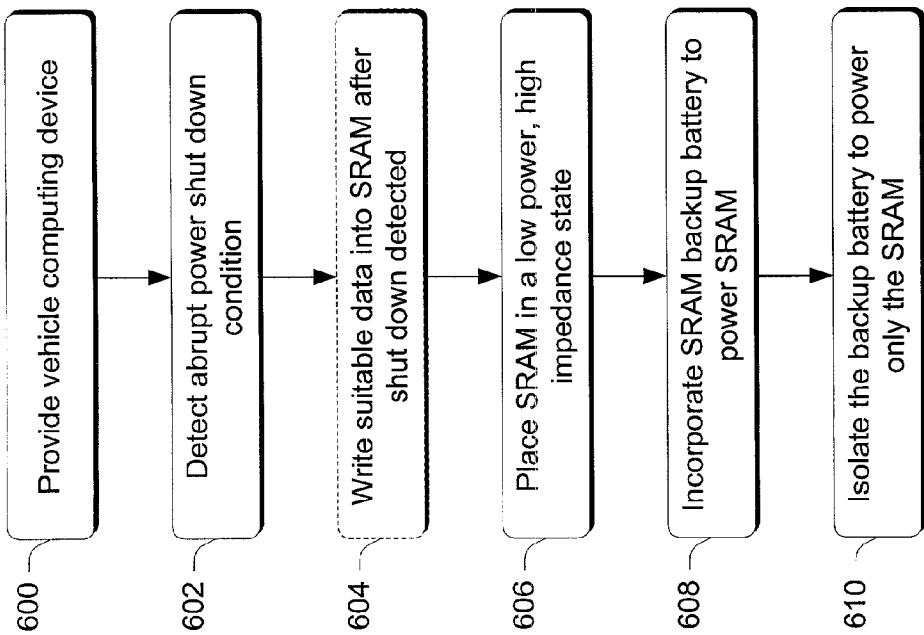 600
Provide vehicle computing device
602
Detect abrupt power shut down
condition
604
Write suitable data into SRAM after
shut down detected
606
Place SRAM in a low power, high
impedance state
608
Incorporate SRAM backup battery to
power SRAM
610
Isolate the backup battery to power
only the SRAM